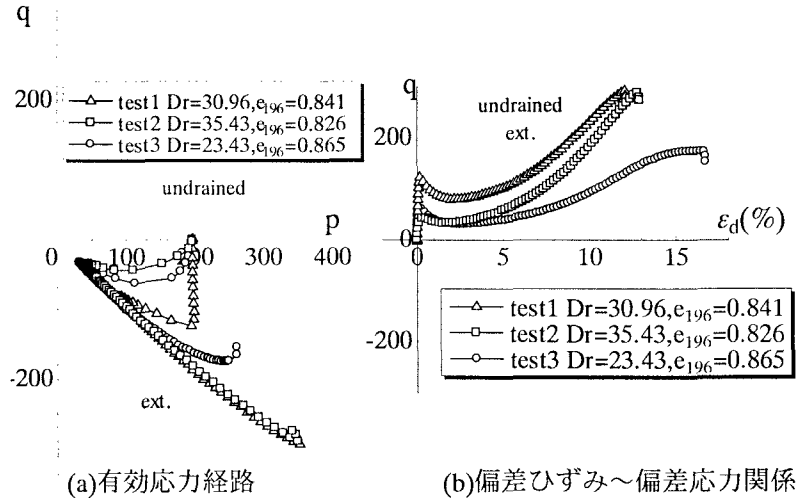 q
200
test1 Dr=30.96,e196=0.841
test2 Dr=35.43,e196=0.826
test3 Dr=23.43,e196=0.865
undrained
p
0 100 200 300 400
-200
ext.
(a)有効応力経路
q
200
undrained
ext.
0
0 5 10 15
εd(%)
-200
test1 Dr=30.96,e196=0.841
test2 Dr=35.43,e196=0.826
test3 Dr=23.43,e196=0.865
(b)偏差ひずみ～偏差応力関係